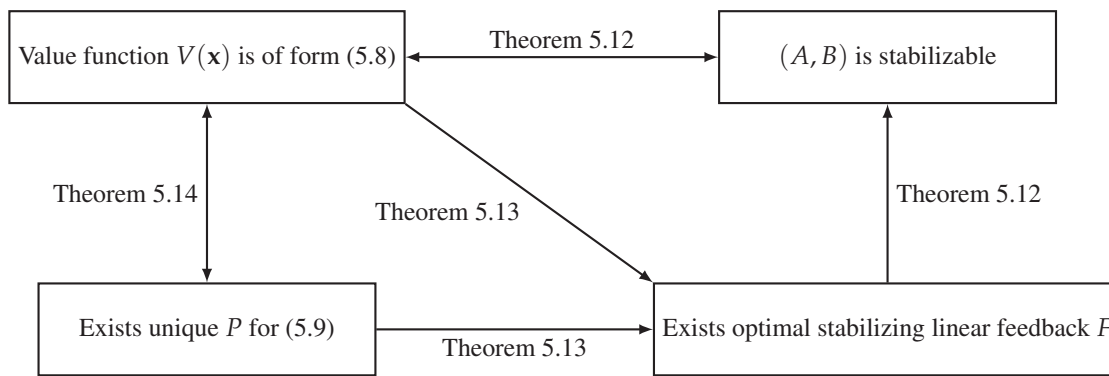 Value function V(x) is of form (5.8)
Theorem 5.12
(A, B) is stabilizable
Theorem 5.14
Theorem 5.13
Theorem 5.12
Exists unique P for (5.9)
Theorem 5.13
Exists optimal stabilizing linear feedback F